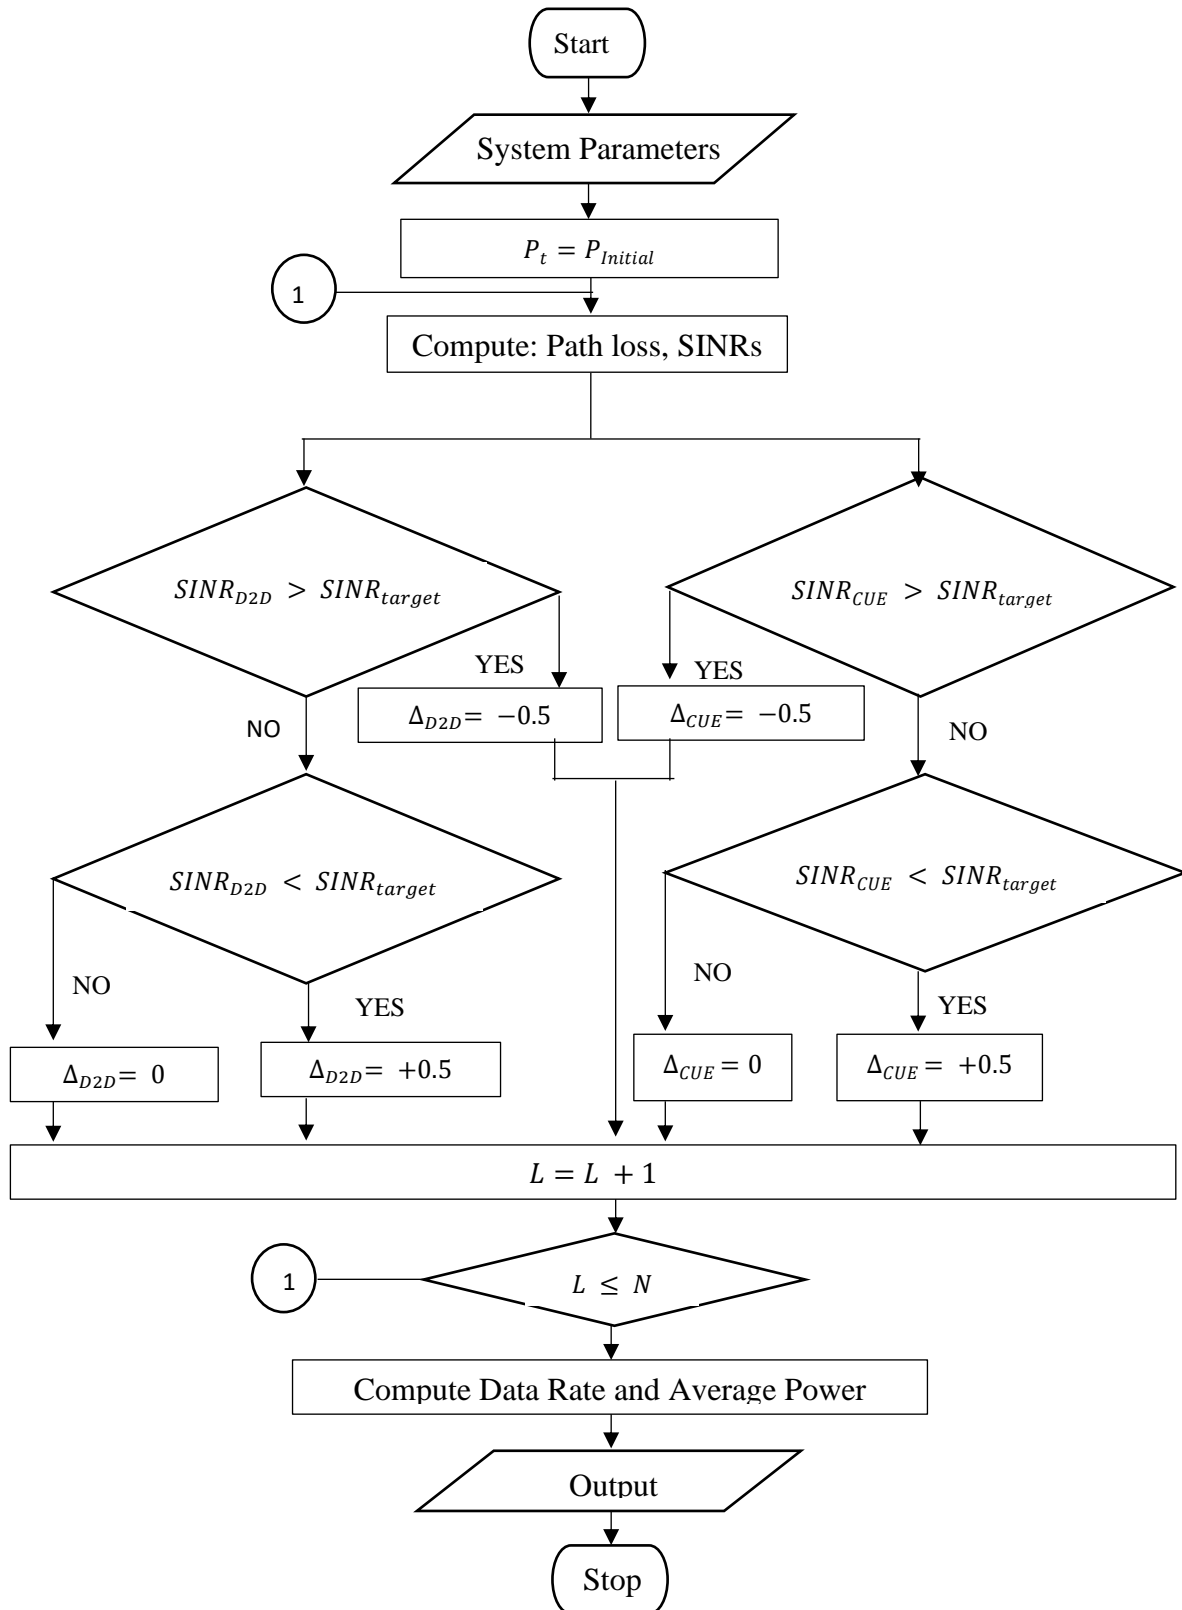 Start
System Parameters
P_t = P_Initial
1
Compute: Path loss, SINRs
SINR_D2D > SINR_target
SINR_CUE > SINR_target
YES
YES
Δ_D2D = −0.5
Δ_CUE = −0.5
NO
NO
SINR_D2D < SINR_target
SINR_CUE < SINR_target
NO
YES
NO
YES
Δ_D2D = 0
Δ_D2D = +0.5
Δ_CUE = 0
Δ_CUE = +0.5
L = L + 1
1
L ≤ N
Compute Data Rate and Average Power
Output
Stop